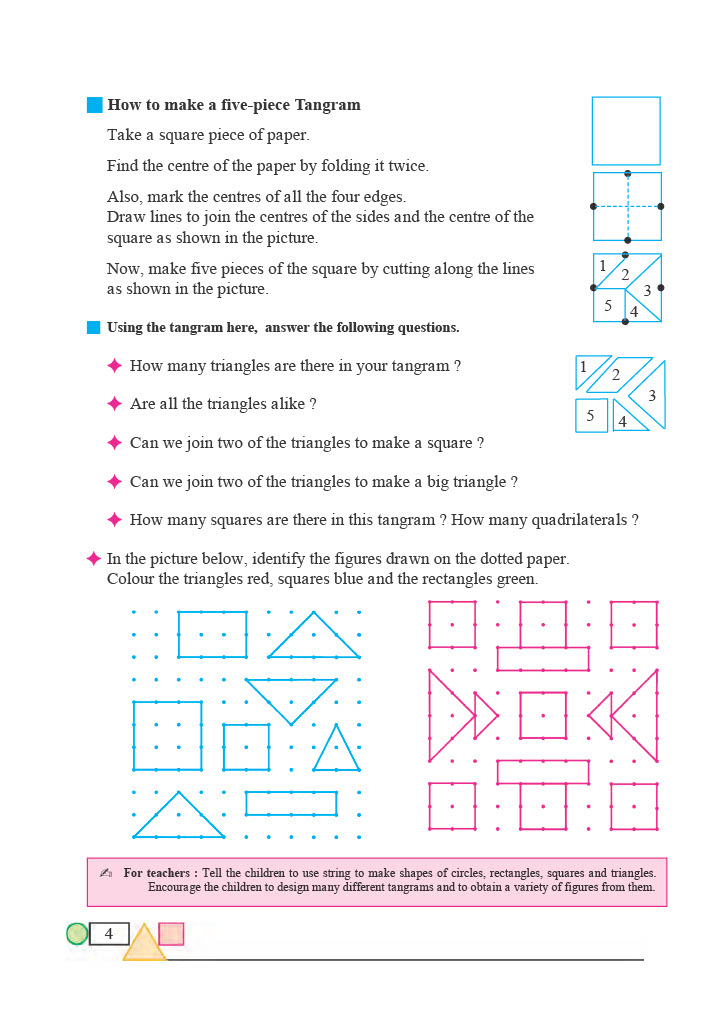 How to make a five-piece Tangram
Take a square piece of paper.
Find the centre of the paper by folding it twice.
Also, mark the centres of all the four edges.
Draw lines to join the centres of the sides and the centre of the
square as shown in the picture.
Now, make five pieces of the square by cutting along the lines
as shown in the picture.
1
2
3
5
4
Using the tangram here, answer the following questions.
How many triangles are there in your tangram ?
Are all the triangles alike ?
Can we join two of the triangles to make a square ?
Can we join two of the triangles to make a big triangle ?
How many squares are there in this tangram ? How many quadrilaterals ?
1
2
3
5
4
In the picture below, identify the figures drawn on the dotted paper.
Colour the triangles red, squares blue and the rectangles green.
For teachers : Tell the children to use string to make shapes of circles, rectangles, squares and triangles.
Encourage the children to design many different tangrams and to obtain a variety of figures from them.
4